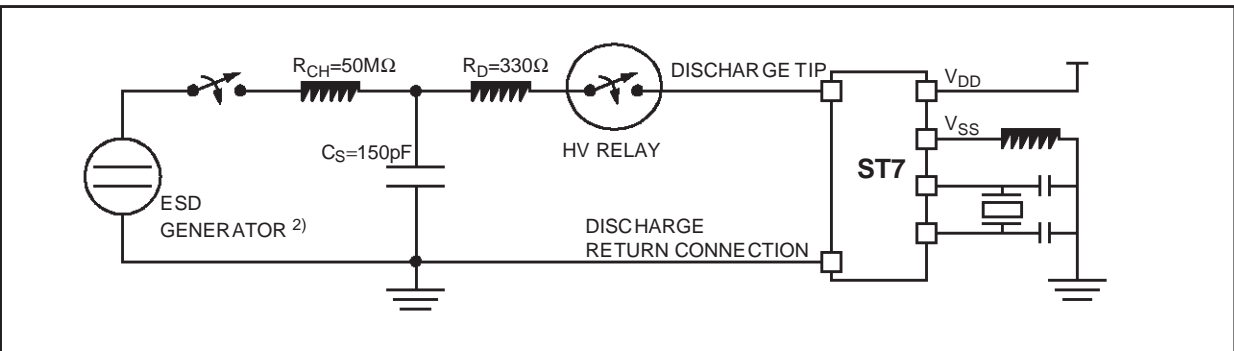 R_CH=50MΩ
R_D=330Ω
DISCHARGE TIP
V_DD
V_SS
C_S=150pF
HV RELAY
ST7
ESD
GENERATOR 2)
DISCHARGE
RETURN CONNECTION